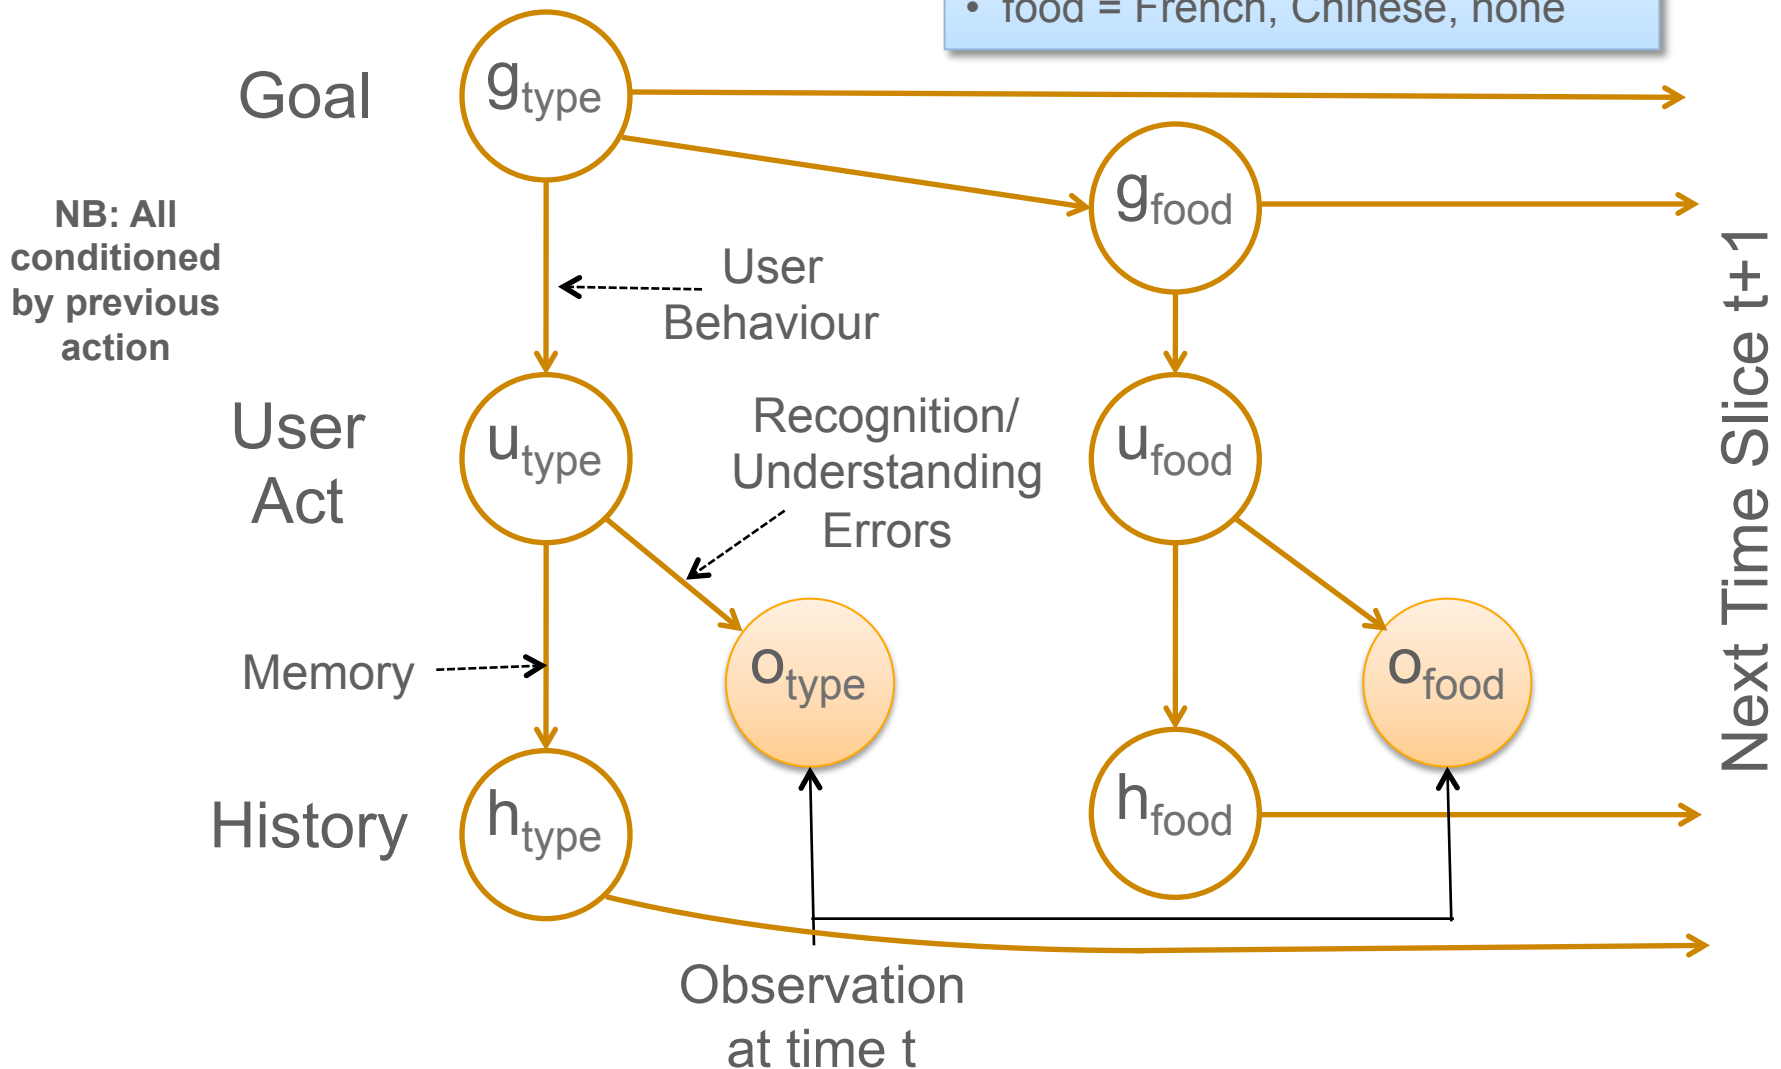 • food = French, Chinese, none
Goal
g type
g food
NB: All
conditioned
by previous
action
User
Behaviour
User
Act
u type
Recognition/
Understanding
Errors
u food
Next Time Slice t+1
Memory
o type
o food
History
h type
h food
Observation
at time t